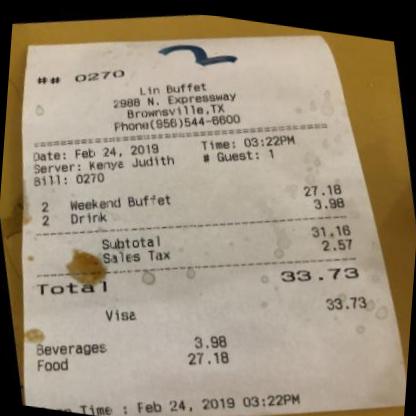 2
## 0270
Lin Buffet
2988 N. Expressway
Brownsville,TX
Phone(956)544-6600
Date: Feb 24, 2019 Time: 03:22PM
Server: Kenya Judith # Guest: 1
Bill: 0270
2 Weekend Buffet 27.18
2 Drink 3.98
Subtotal 31.16
Sales Tax 2.57
Total 33.73
Visa 33.73
Beverages 3.98
Food 27.18
Time : Feb 24, 2019 03:22PM